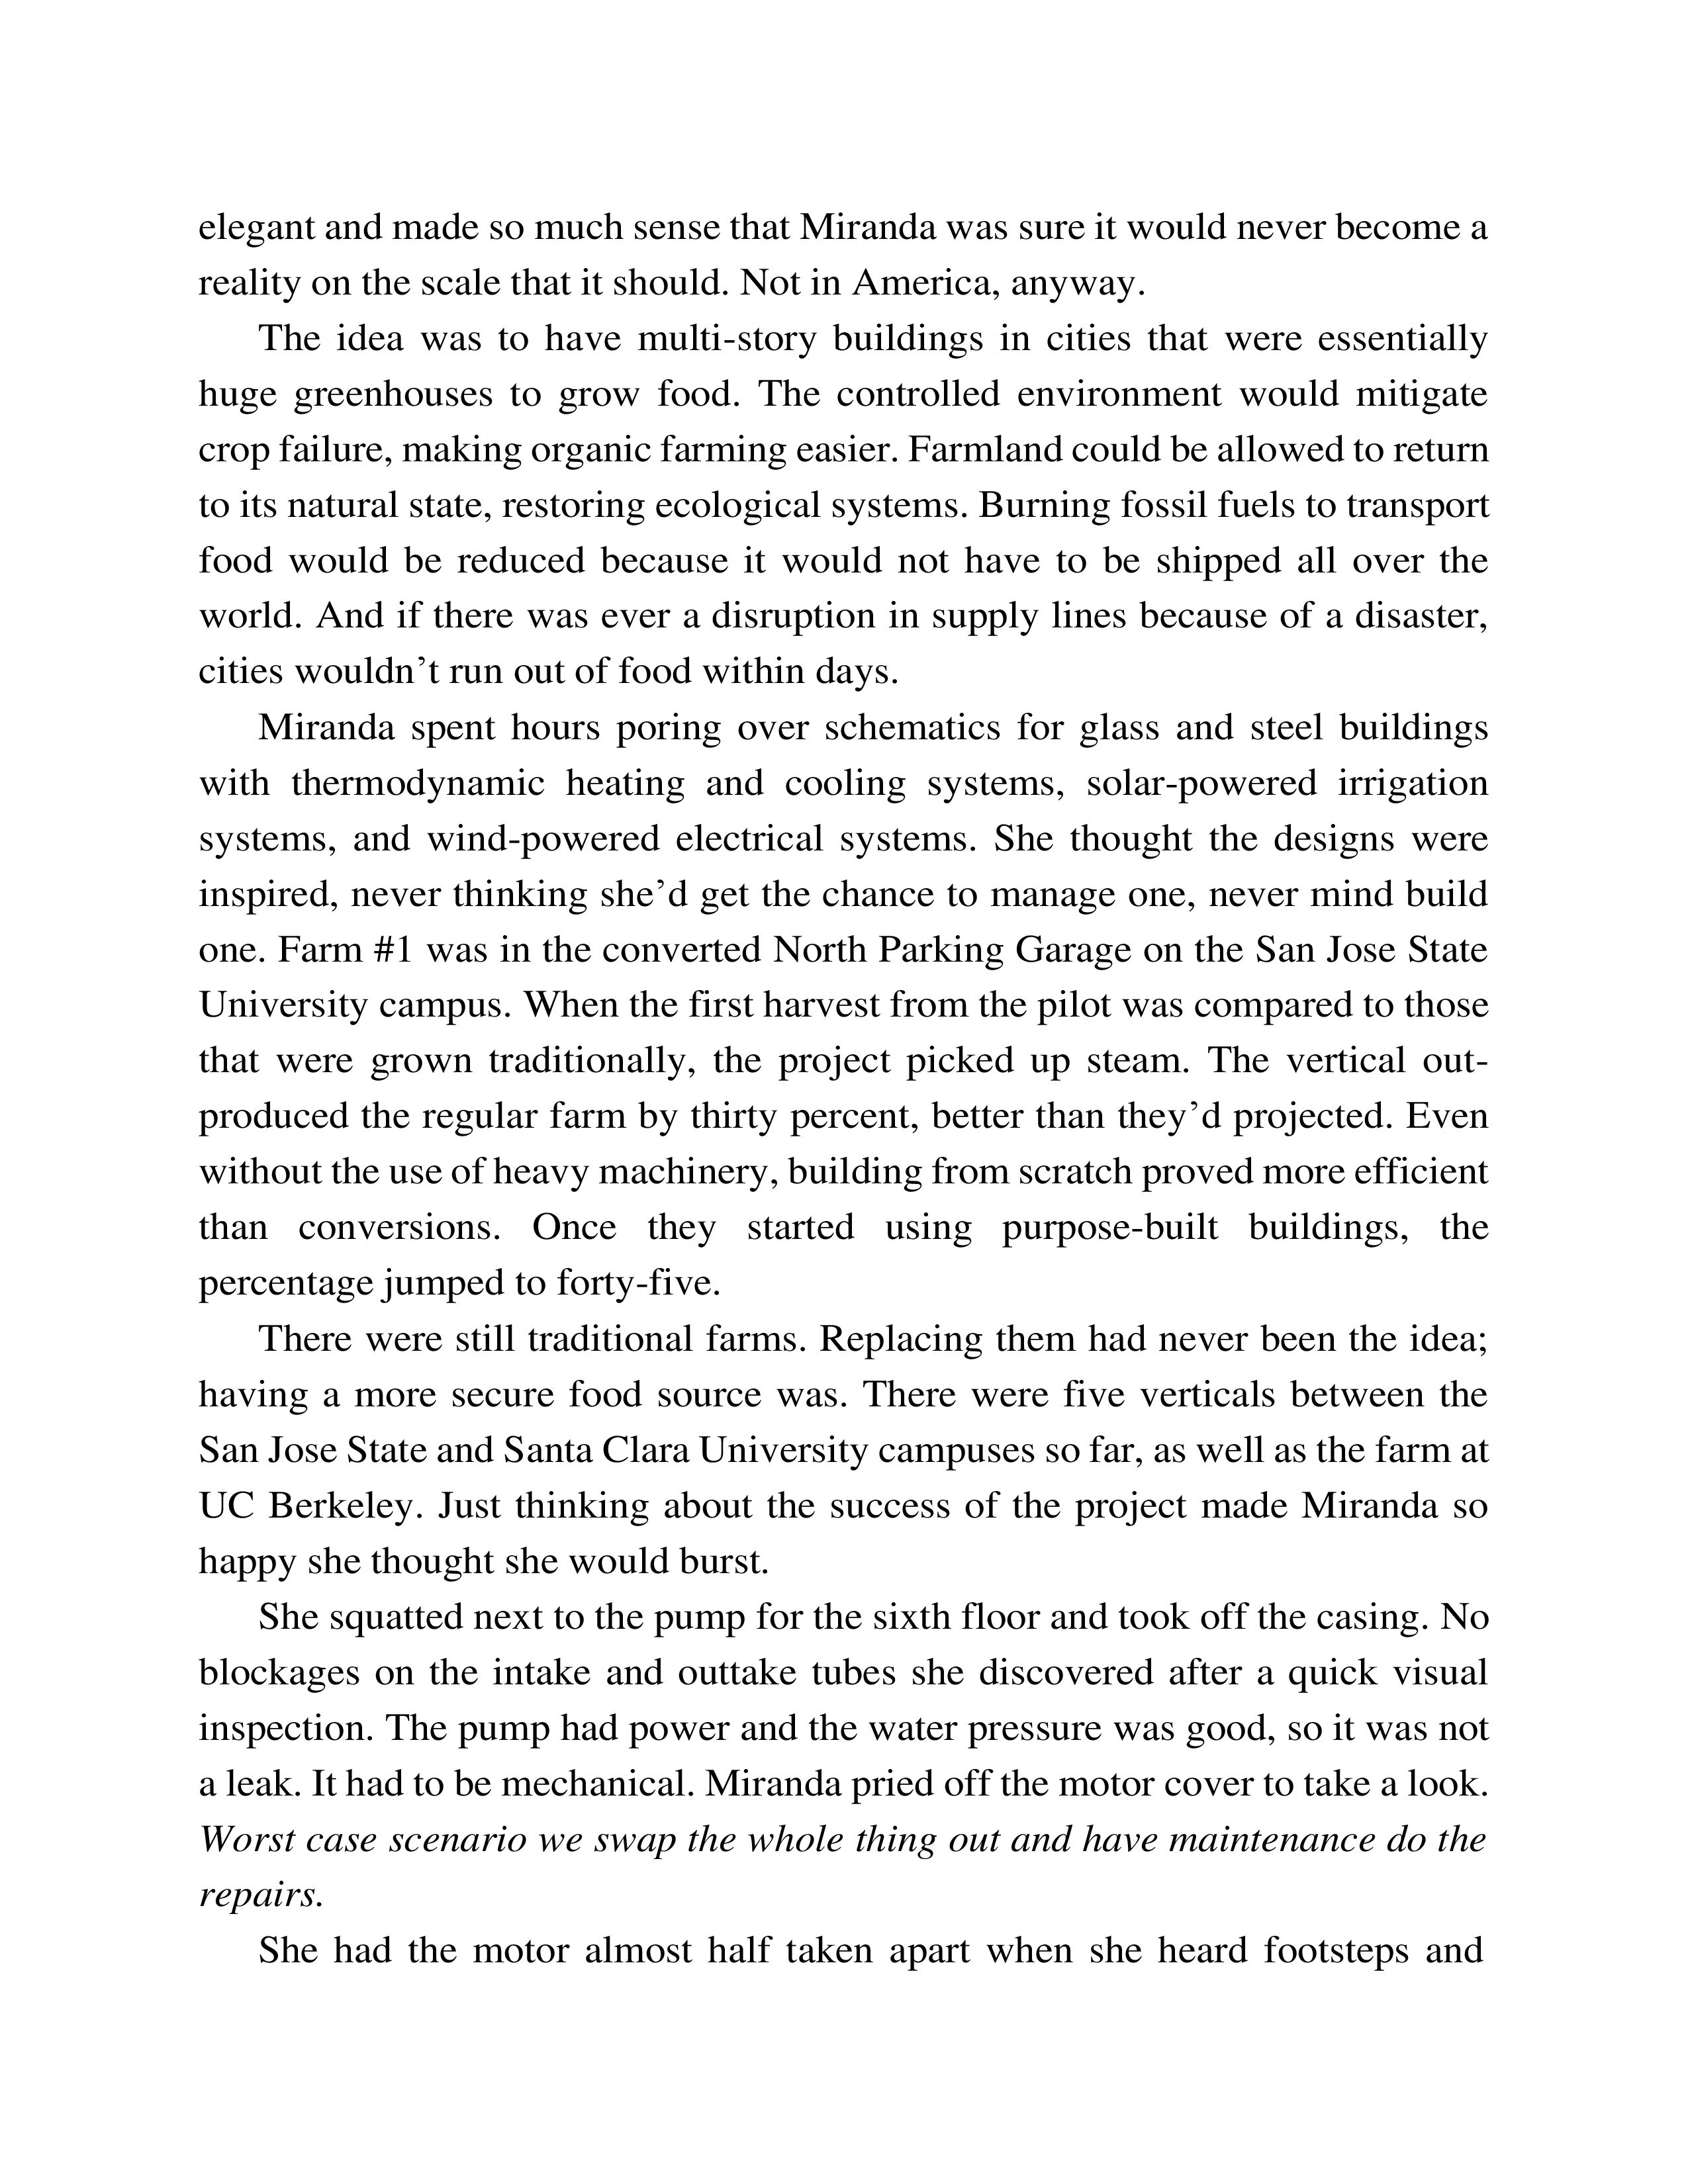 elegant and made so much sense that Miranda was sure it would never become a
reality on the scale that it should. Not in America, anyway.
The idea was to have multi-story buildings in cities that were essentially
huge greenhouses to grow food. The controlled environment would mitigate
crop failure, making organic farming easier. Farmland could be allowed to return
to its natural state, restoring ecological systems. Burning fossil fuels to transport
food would be reduced because it would not have to be shipped all over the
world. And if there was ever a disruption in supply lines because of a disaster,
cities wouldn’t run out of food within days.
Miranda spent hours poring over schematics for glass and steel buildings
with thermodynamic heating and cooling systems, solar-powered irrigation
systems, and wind-powered electrical systems. She thought the designs were
inspired, never thinking she’d get the chance to manage one, never mind build
one. Farm #1 was in the converted North Parking Garage on the San Jose State
University campus. When the first harvest from the pilot was compared to those
that were grown traditionally, the project picked up steam. The vertical out-
produced the regular farm by thirty percent, better than they’d projected. Even
without the use of heavy machinery, building from scratch proved more efficient
than conversions. Once they started using purpose-built buildings, the
percentage jumped to forty-five.
There were still traditional farms. Replacing them had never been the idea;
having a more secure food source was. There were five verticals between the
San Jose State and Santa Clara University campuses so far, as well as the farm at
UC Berkeley. Just thinking about the success of the project made Miranda so
happy she thought she would burst.
She squatted next to the pump for the sixth floor and took off the casing. No
blockages on the intake and outtake tubes she discovered after a quick visual
inspection. The pump had power and the water pressure was good, so it was not
a leak. It had to be mechanical. Miranda pried off the motor cover to take a look.
Worst case scenario we swap the whole thing out and have maintenance do the
repairs.
She had the motor almost half taken apart when she heard footsteps and